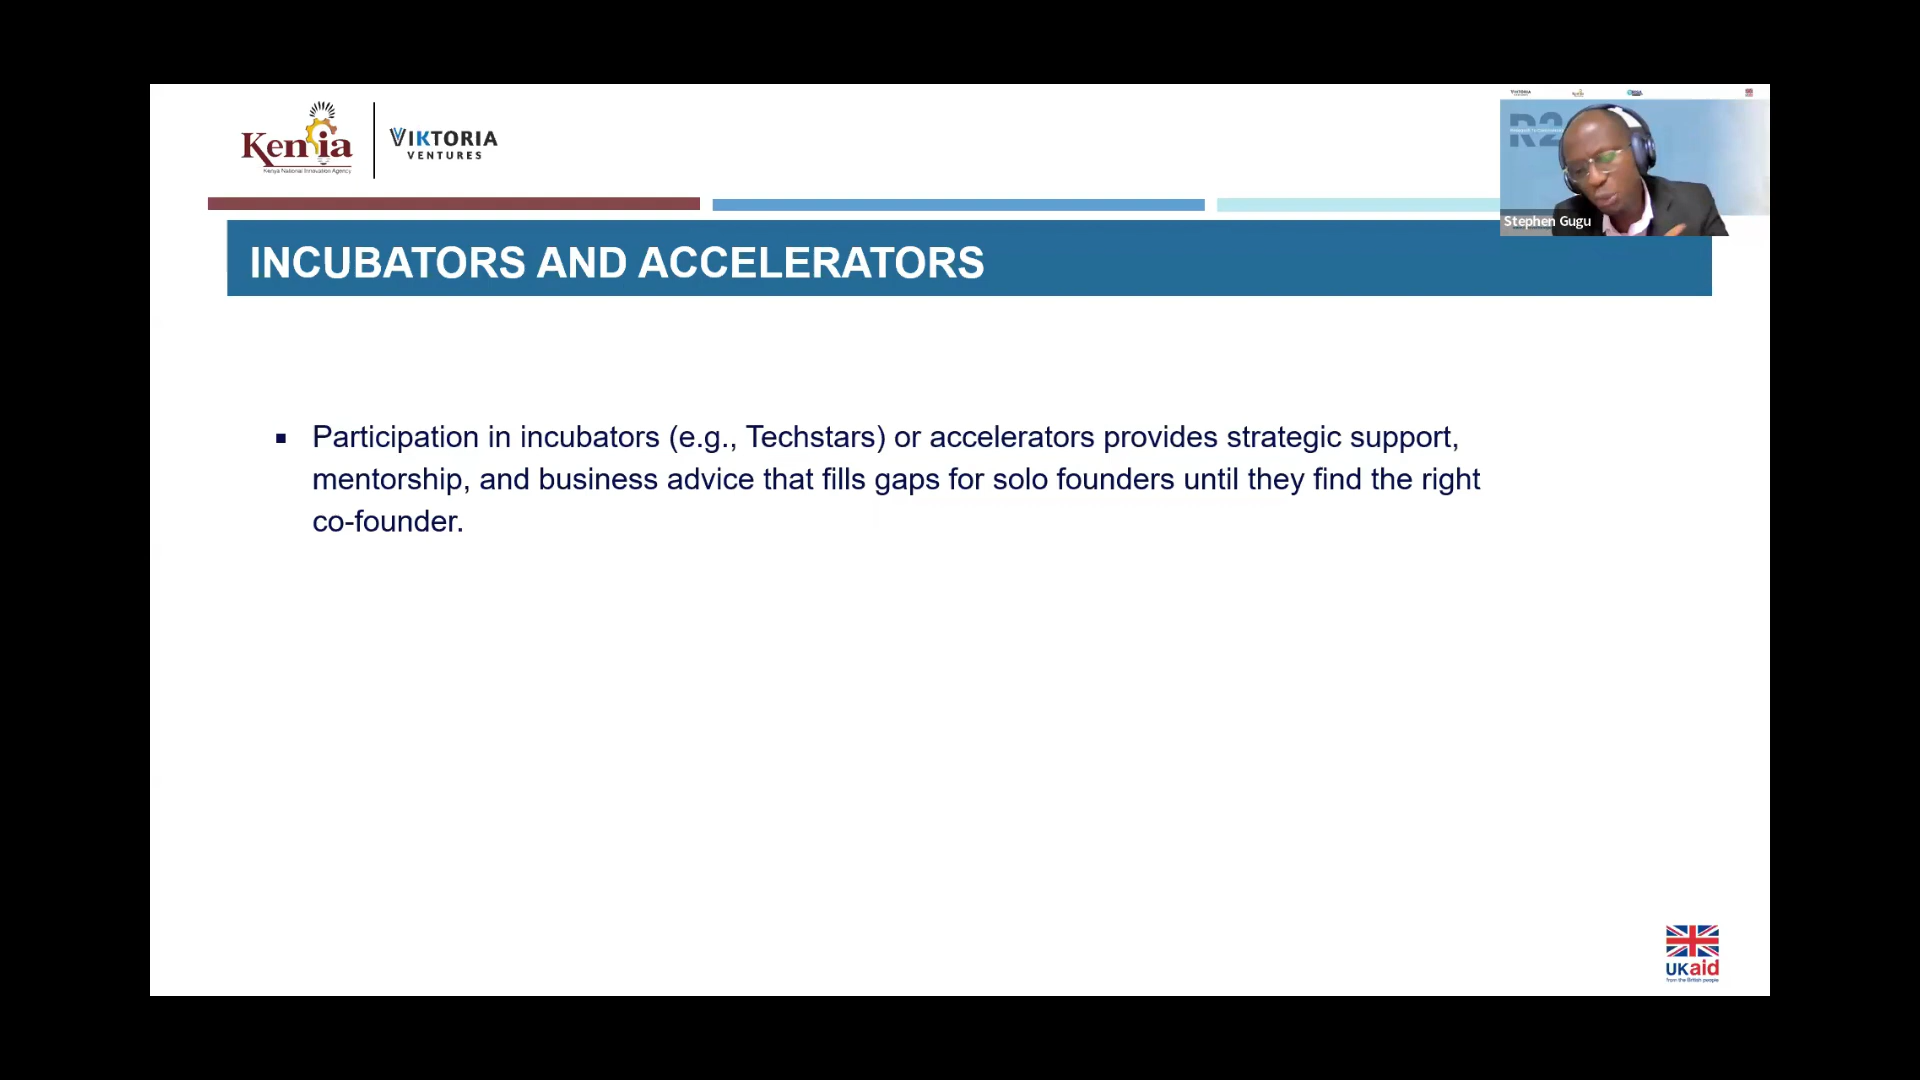 Kenia
Kenya National Innovation Agency
VIKTORIA
VENTURES
R2
Stephen Gugu
INCUBATORS AND ACCELERATORS
Participation in incubators (e.g., Techstars) or accelerators provides strategic support,
mentorship, and business advice that fills gaps for solo founders until they find the right
co-founder.
UKaid
from the British people